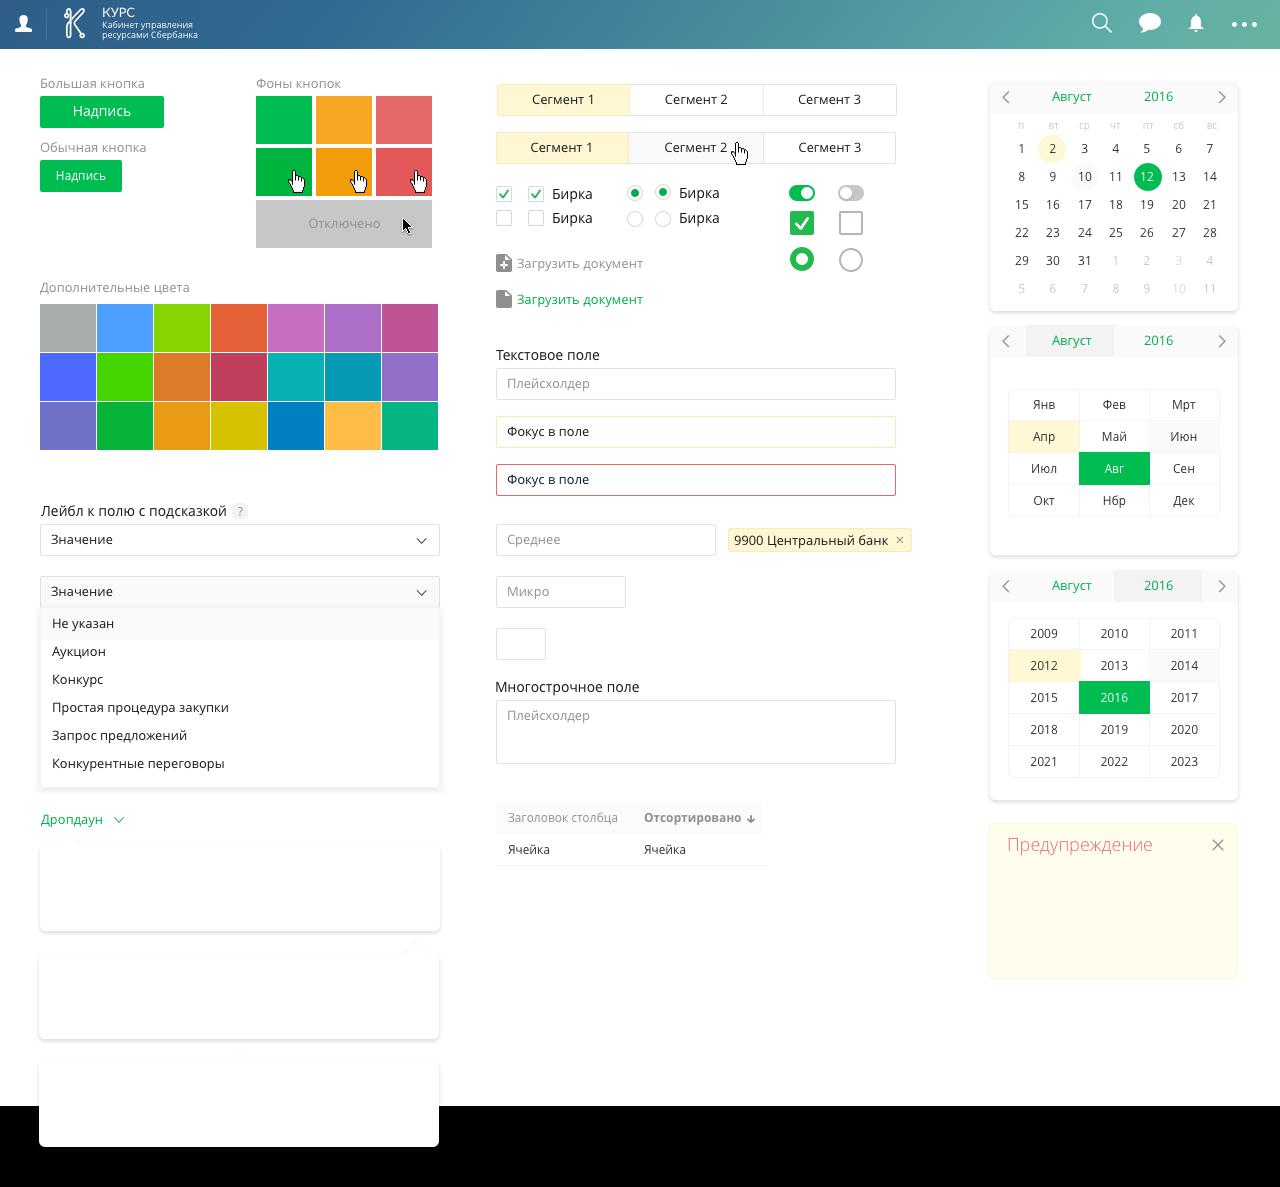 КУРС
Кабинет управления
ресурсами Сбербанка
Большая кнопка
Надпись
Обычная кнопка
Надпись
Фоны кнопок
Отключено
Дополнительные цвета
Лейбл к полю с подсказкой ?
Значение
Значение
Не указан
Аукцион
Конкурс
Простая процедура закупки
Запрос предложений
Конкурентные переговоры
Дропдаун
Сегмент 1 Сегмент 2 Сегмент 3
Сегмент 1 Сегмент 2 Сегмент 3
Бирка Бирка
Бирка Бирка
Загрузить документ
Загрузить документ
Текстовое поле
Плейсхолдер
Фокус в поле
Фокус в поле
Среднее 9900 Центральный банк ×
Микро
Многострочное поле
Плейсхолдер
Заголовок столбца Отсортировано ↓
Ячейка Ячейка
Август 2016
п вт ср чт пт сб вс
1 2 3 4 5 6 7
8 9 10 11 12 13 14
15 16 17 18 19 20 21
22 23 24 25 26 27 28
29 30 31 1 2 3 4
5 6 7 8 9 10 11
Август 2016
Янв Фев Мрт
Апр Май Июн
Июл Авг Сен
Окт Нбр Дек
Август 2016
2009 2010 2011
2012 2013 2014
2015 2016 2017
2018 2019 2020
2021 2022 2023
Предупреждение